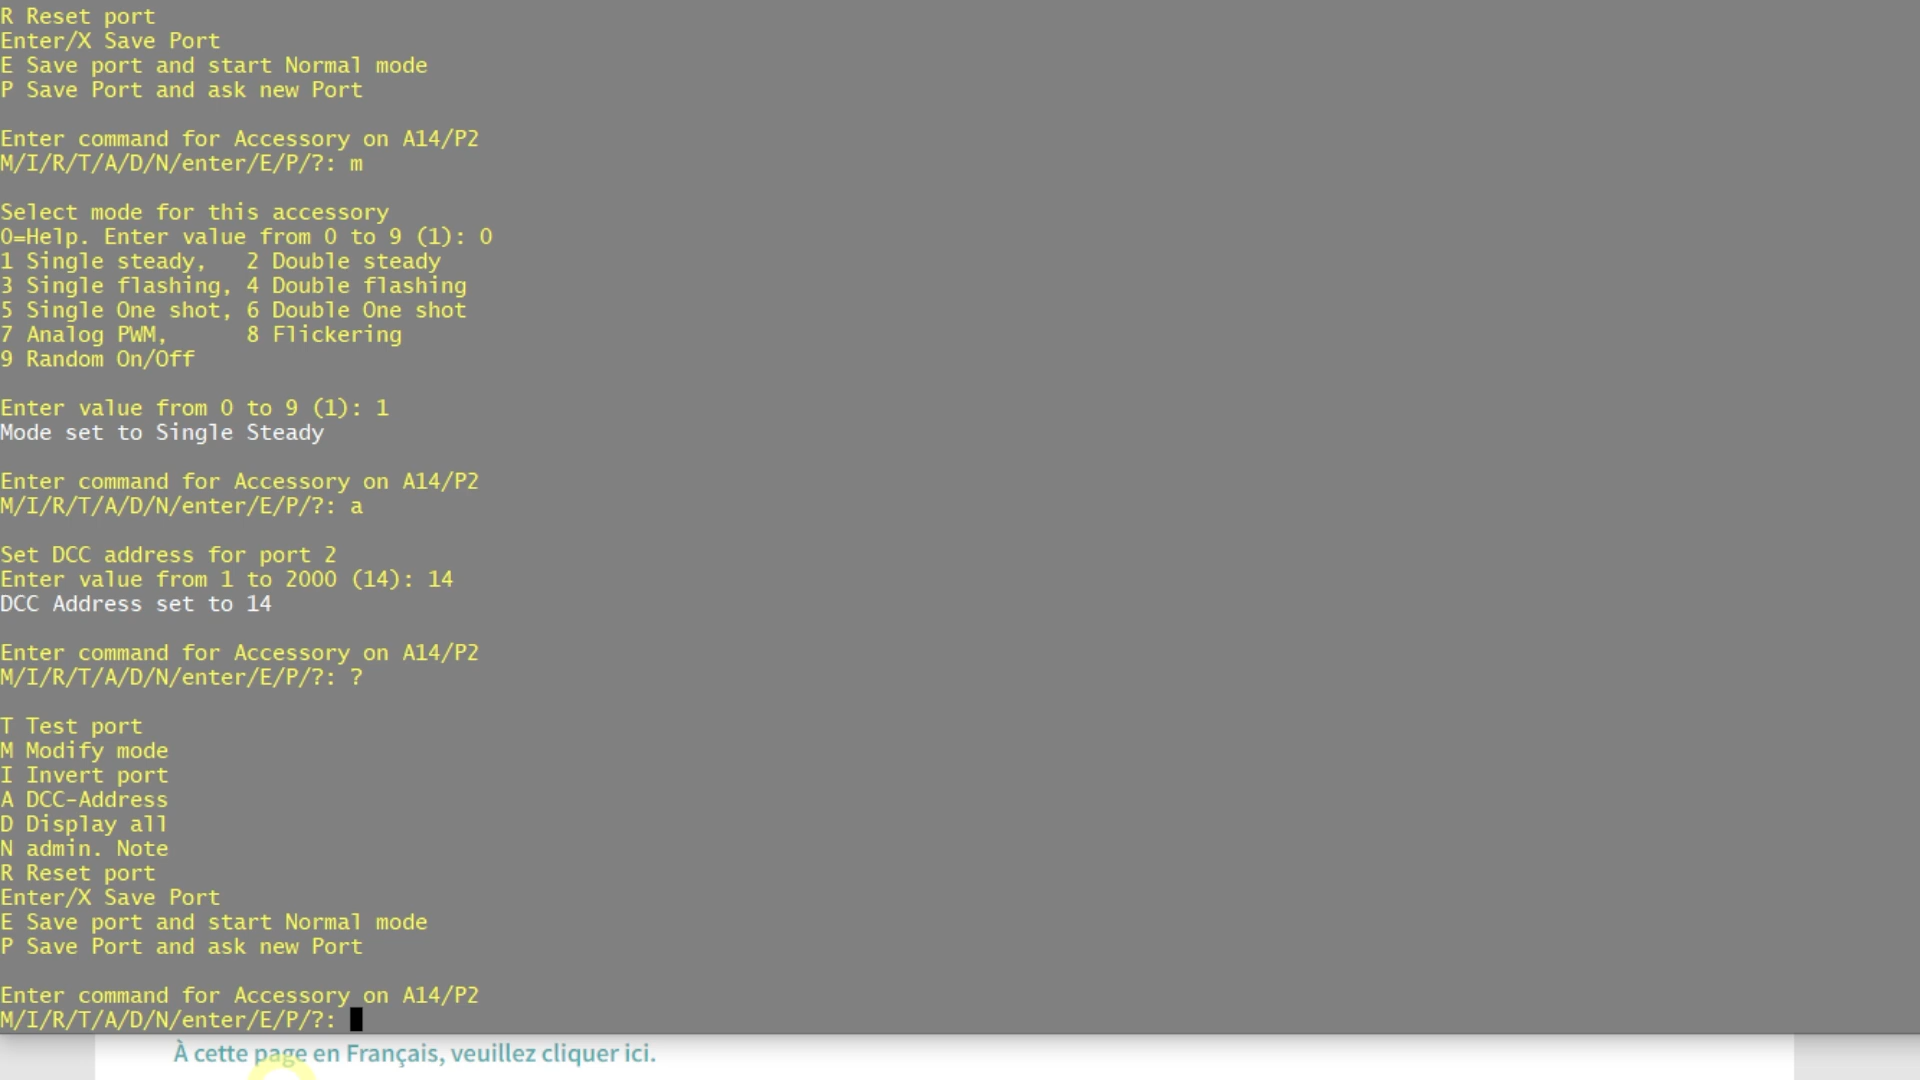 R Reset port
Enter/X Save Port
E Save port and start Normal mode
P Save Port and ask new Port
Enter command for Accessory on A14/P2
M/I/R/T/A/D/N/enter/E/P/?: m
Select mode for this accessory
0=Help. Enter value from 0 to 9 (1): 0
1 Single steady,   2 Double steady
3 Single flashing, 4 Double flashing
5 Single One shot, 6 Double One shot
7 Analog PWM,      8 Flickering
9 Random On/Off
Enter value from 0 to 9 (1): 1
Mode set to Single Steady
Enter command for Accessory on A14/P2
M/I/R/T/A/D/N/enter/E/P/?: a
Set DCC address for port 2
Enter value from 1 to 2000 (14): 14
DCC Address set to 14
Enter command for Accessory on A14/P2
M/I/R/T/A/D/N/enter/E/P/?: ?
T Test port
M Modify mode
I Invert port
A DCC-Address
D Display all
N admin. Note
R Reset port
Enter/X Save Port
E Save port and start Normal mode
P Save Port and ask new Port
Enter command for Accessory on A14/P2
M/I/R/T/A/D/N/enter/E/P/?:
À cette page en Français, veuillez cliquer ici.